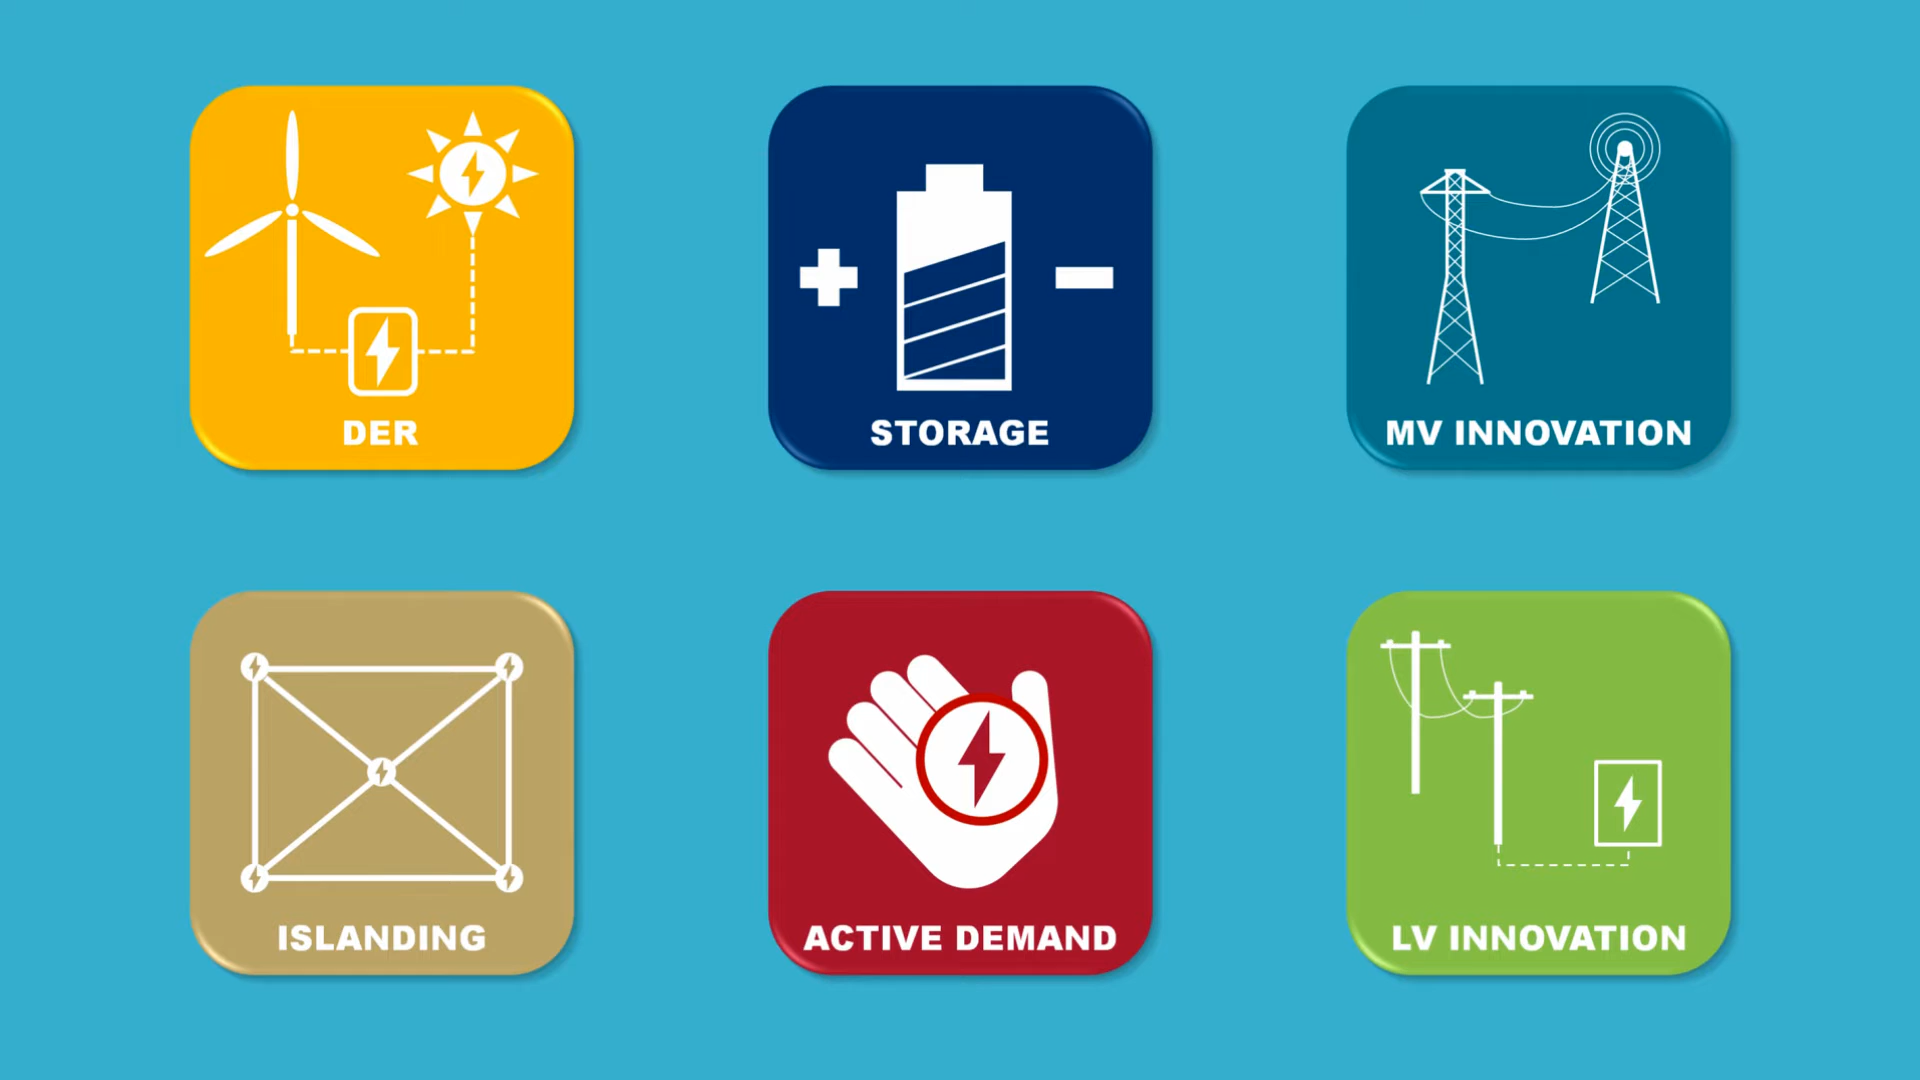 DER
STORAGE
MV INNOVATION
ISLANDING
ACTIVE DEMAND
LV INNOVATION